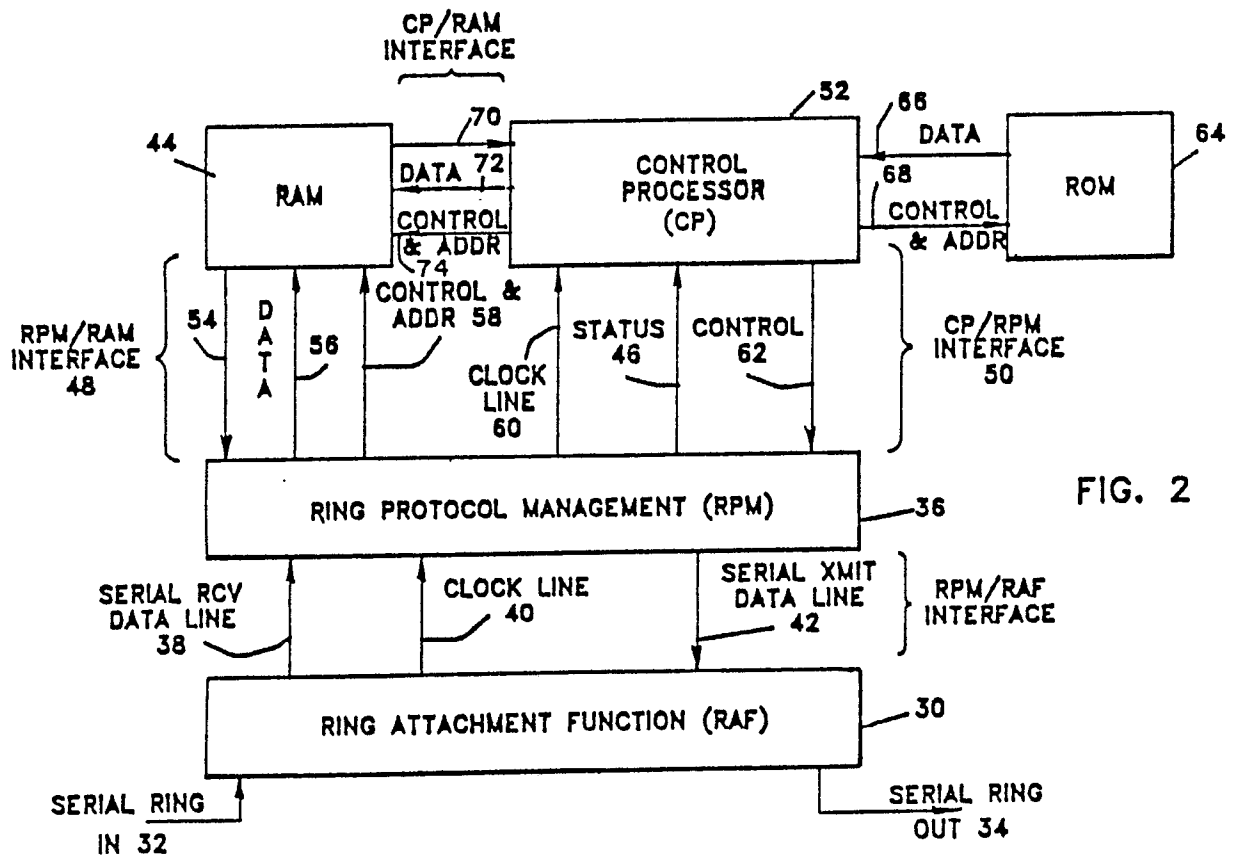 CP/RAM
INTERFACE
44
RAM
70
DATA
72
CONTROL
& ADDR
74
52
CONTROL
PROCESSOR
(CP)
66
DATA
68
CONTROL
& ADDR
ROM
64
RPM/RAM
INTERFACE
48
54
DATA
56
CONTROL &
ADDR 58
CLOCK
LINE
60
STATUS
46
CONTROL
62
CP/RPM
INTERFACE
50
RING PROTOCOL MANAGEMENT (RPM)
36
FIG. 2
SERIAL RCV
DATA LINE
38
CLOCK LINE
40
SERIAL XMIT
DATA LINE
42
RPM/RAF
INTERFACE
RING ATTACHMENT FUNCTION (RAF)
30
SERIAL RING
IN 32
SERIAL RING
OUT 34